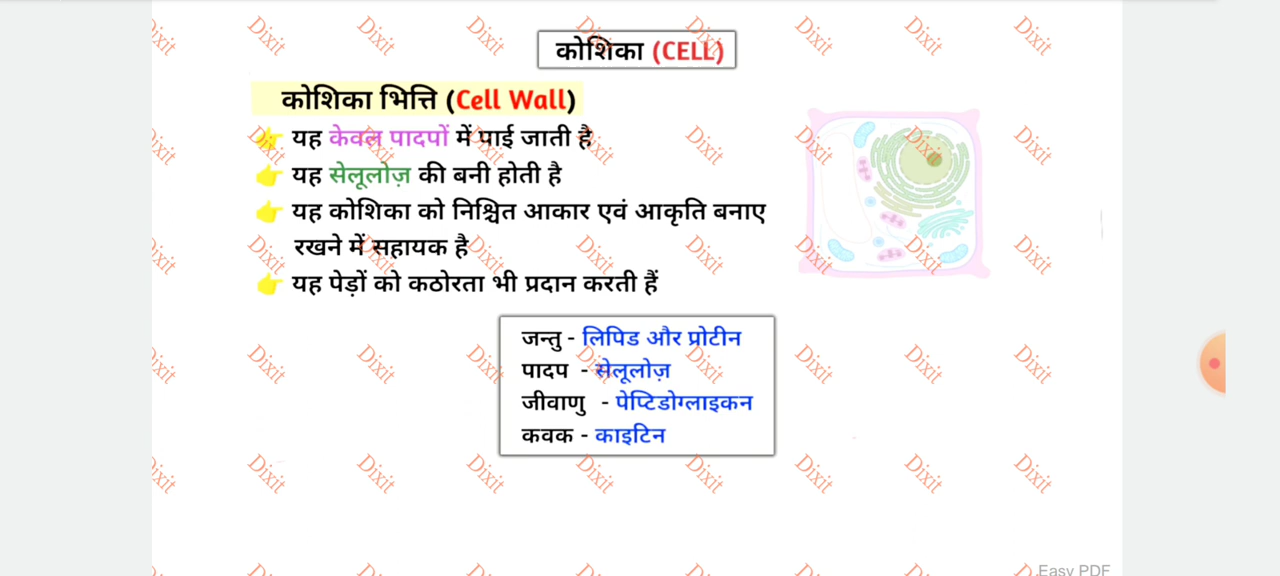 कोशिका (CELL)
कोशिका भित्ति (Cell Wall)
👉 यह केवल पादपों में पाई जाती है
👉 यह सेलूलोज़ की बनी होती है
👉 यह कोशिका को निश्चित आकार एवं आकृति बनाए
रखने में सहायक है
👉 यह पेड़ों को कठोरता भी प्रदान करती हैं
जन्तु - लिपिड और प्रोटीन
पादप - सेलूलोज़
जीवाणु - पेप्टिडोग्लाइकन
कवक - काइटिन
Dixit
Easy PDF